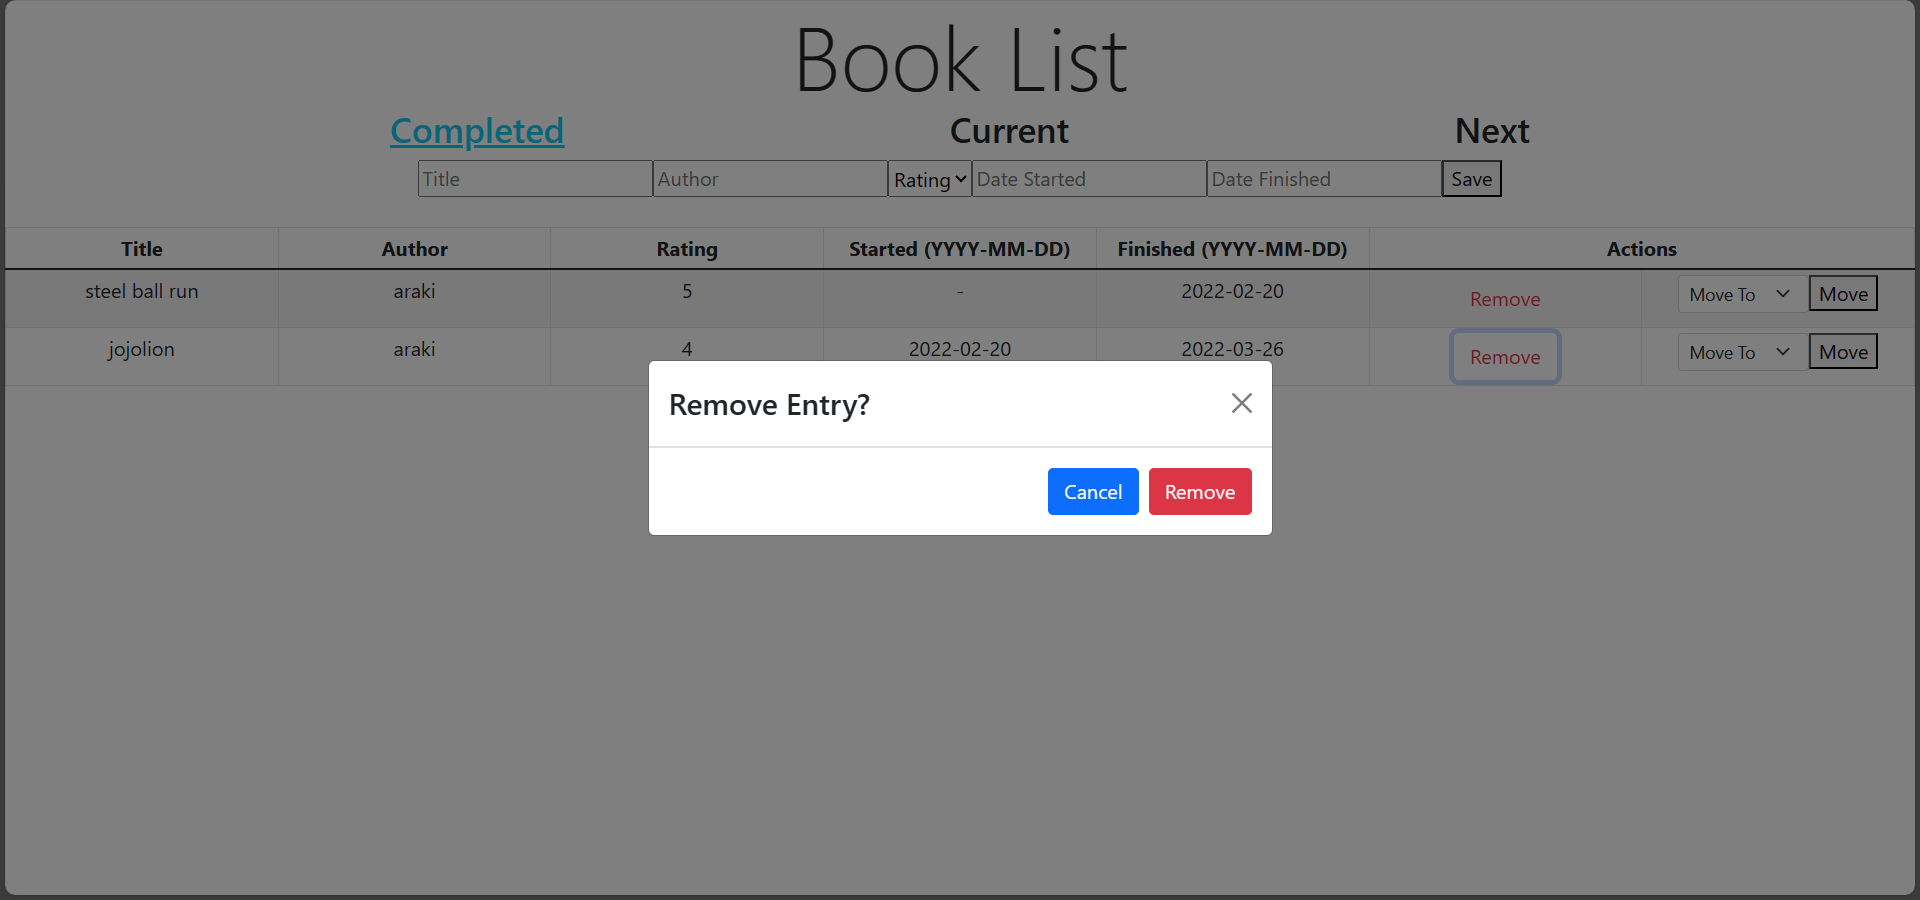 Book List
Completed Current Next
Title Author Rating Date Started Date Finished Save
Title Author Rating Started (YYYY-MM-DD) Finished (YYYY-MM-DD) Actions
steel ball run araki 5 - 2022-02-20 Remove Move To Move
jojolion araki 4 2022-02-20 2022-03-26 Remove Move To Move
Remove Entry?
Cancel Remove